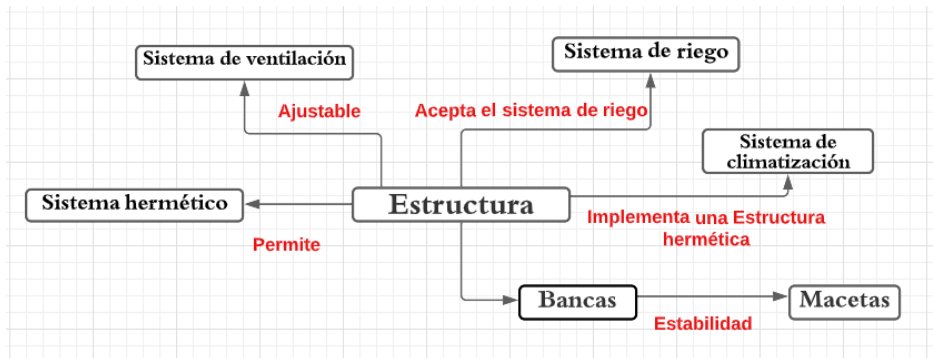 Sistema de ventilación
Sistema de riego
Ajustable
Acepta el sistema de riego
Sistema de
climatización
Sistema hermético
Estructura
Implementa una Estructura
hermética
Permite
Bancas
Macetas
Estabilidad